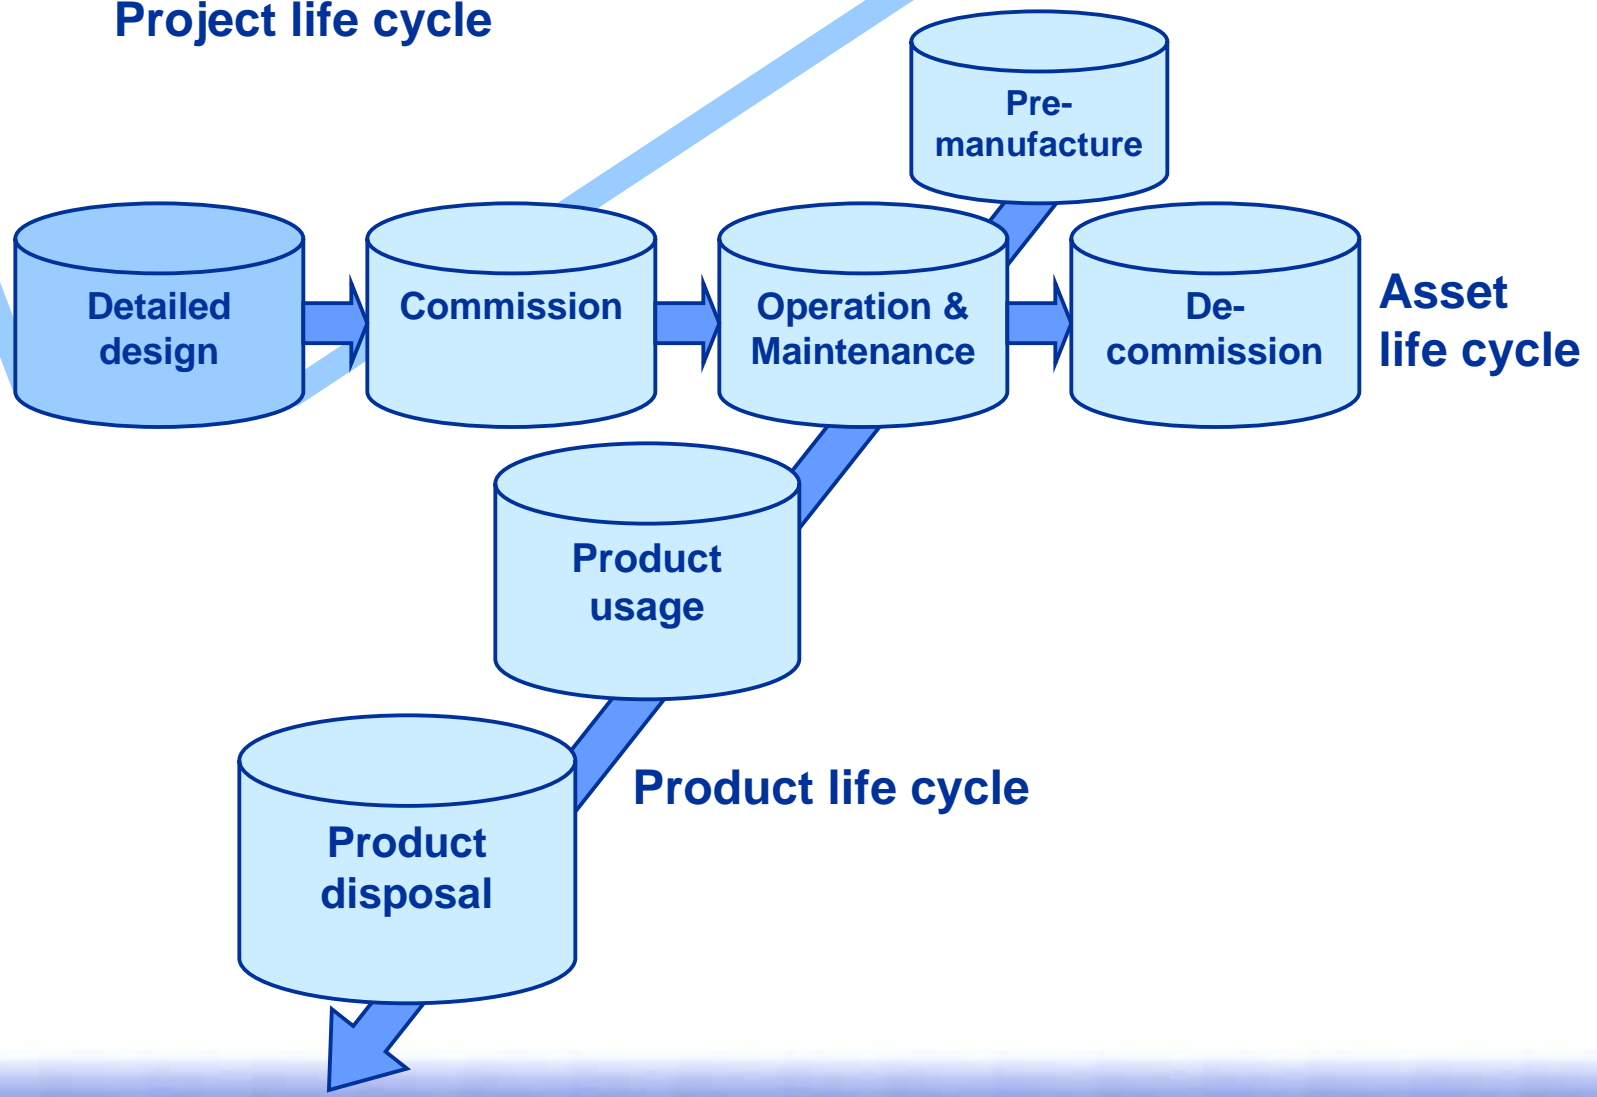 Project life cycle
Pre-
manufacture
Detailed
design
Commission
Operation &
Maintenance
De-
commission
Asset
life cycle
Product
usage
Product life cycle
Product
disposal